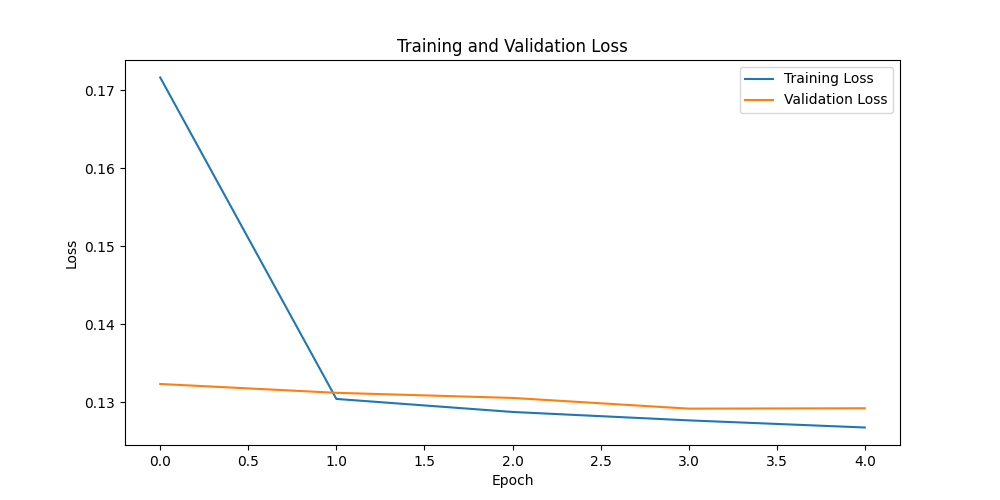 Training and Validation Loss
Training Loss
Validation Loss
0.17
0.16
0.15
0.14
0.13
Loss
0.0 0.5 1.0 1.5 2.0 2.5 3.0 3.5 4.0
Epoch